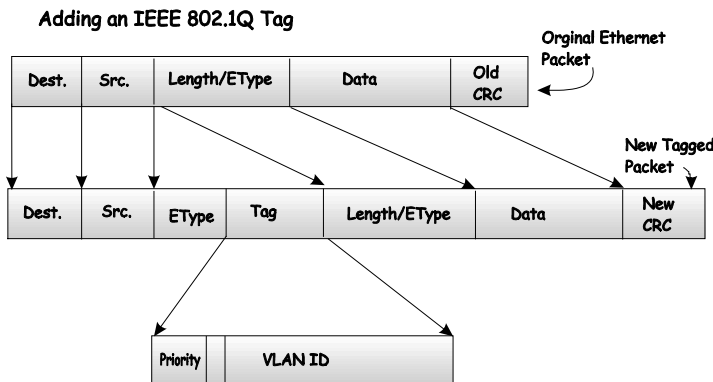 Adding an IEEE 802.1Q Tag
Orginal Ethernet
Packet
Dest. Src. Length/EType Data Old
CRC
New Tagged
Packet
Dest. Src. EType Tag Length/EType Data New
CRC
Priority VLAN ID